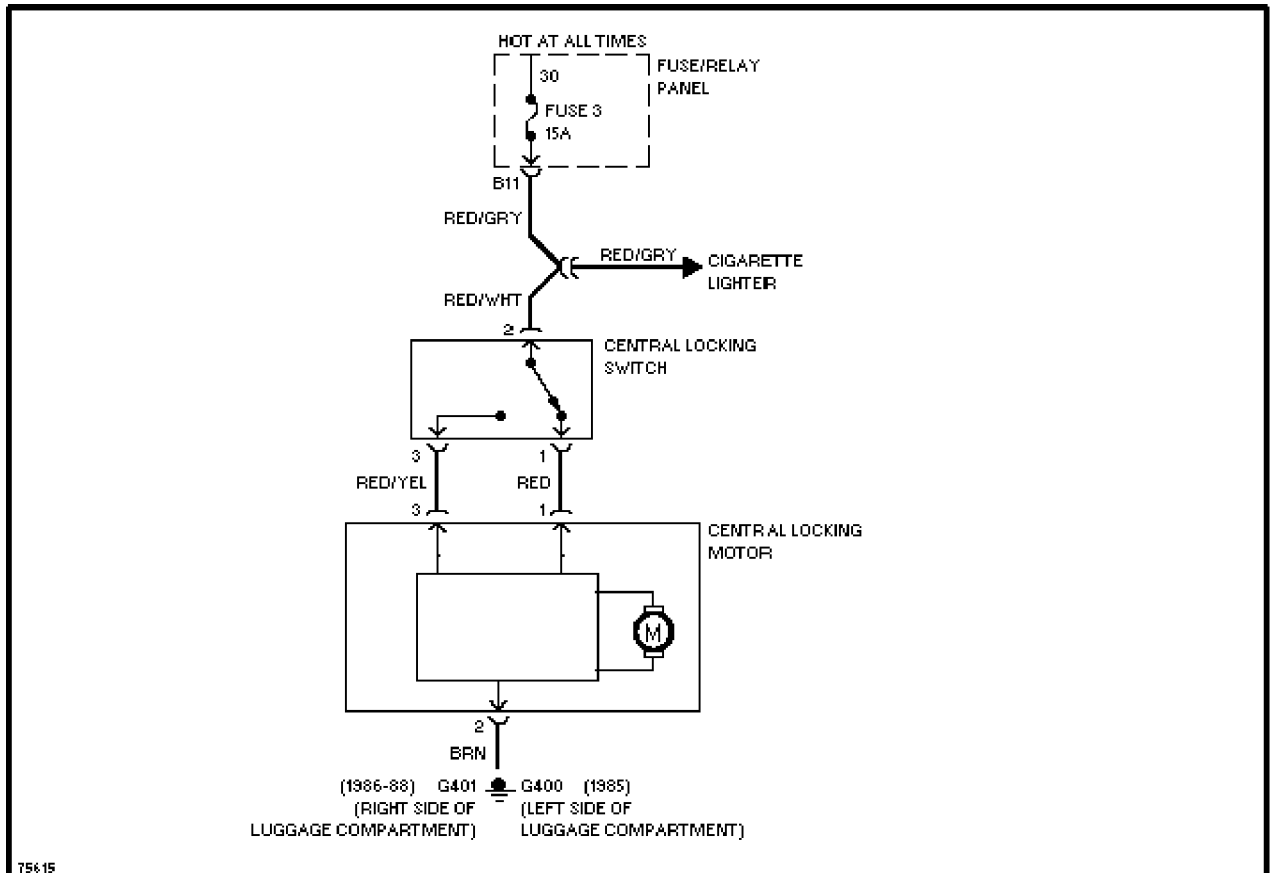 HOT AT ALL TIMES
30
FUSE/RELAY
PANEL
FUSE 3
15A
B11
RED/GRY
RED/GRY
CIGARETTE
LIGHTER
RED/WHT
2
CENTRAL LOCKING
SWITCH
3
1
RED/YEL
RED
3
1
CENTRAL LOCKING
MOTOR
M
2
BRN
(1986-88) G401 G400 (1985)
(RIGHT SIDE OF (LEFT SIDE OF
LUGGAGE COMPARTMENT) LUGGAGE COMPARTMENT)
75615